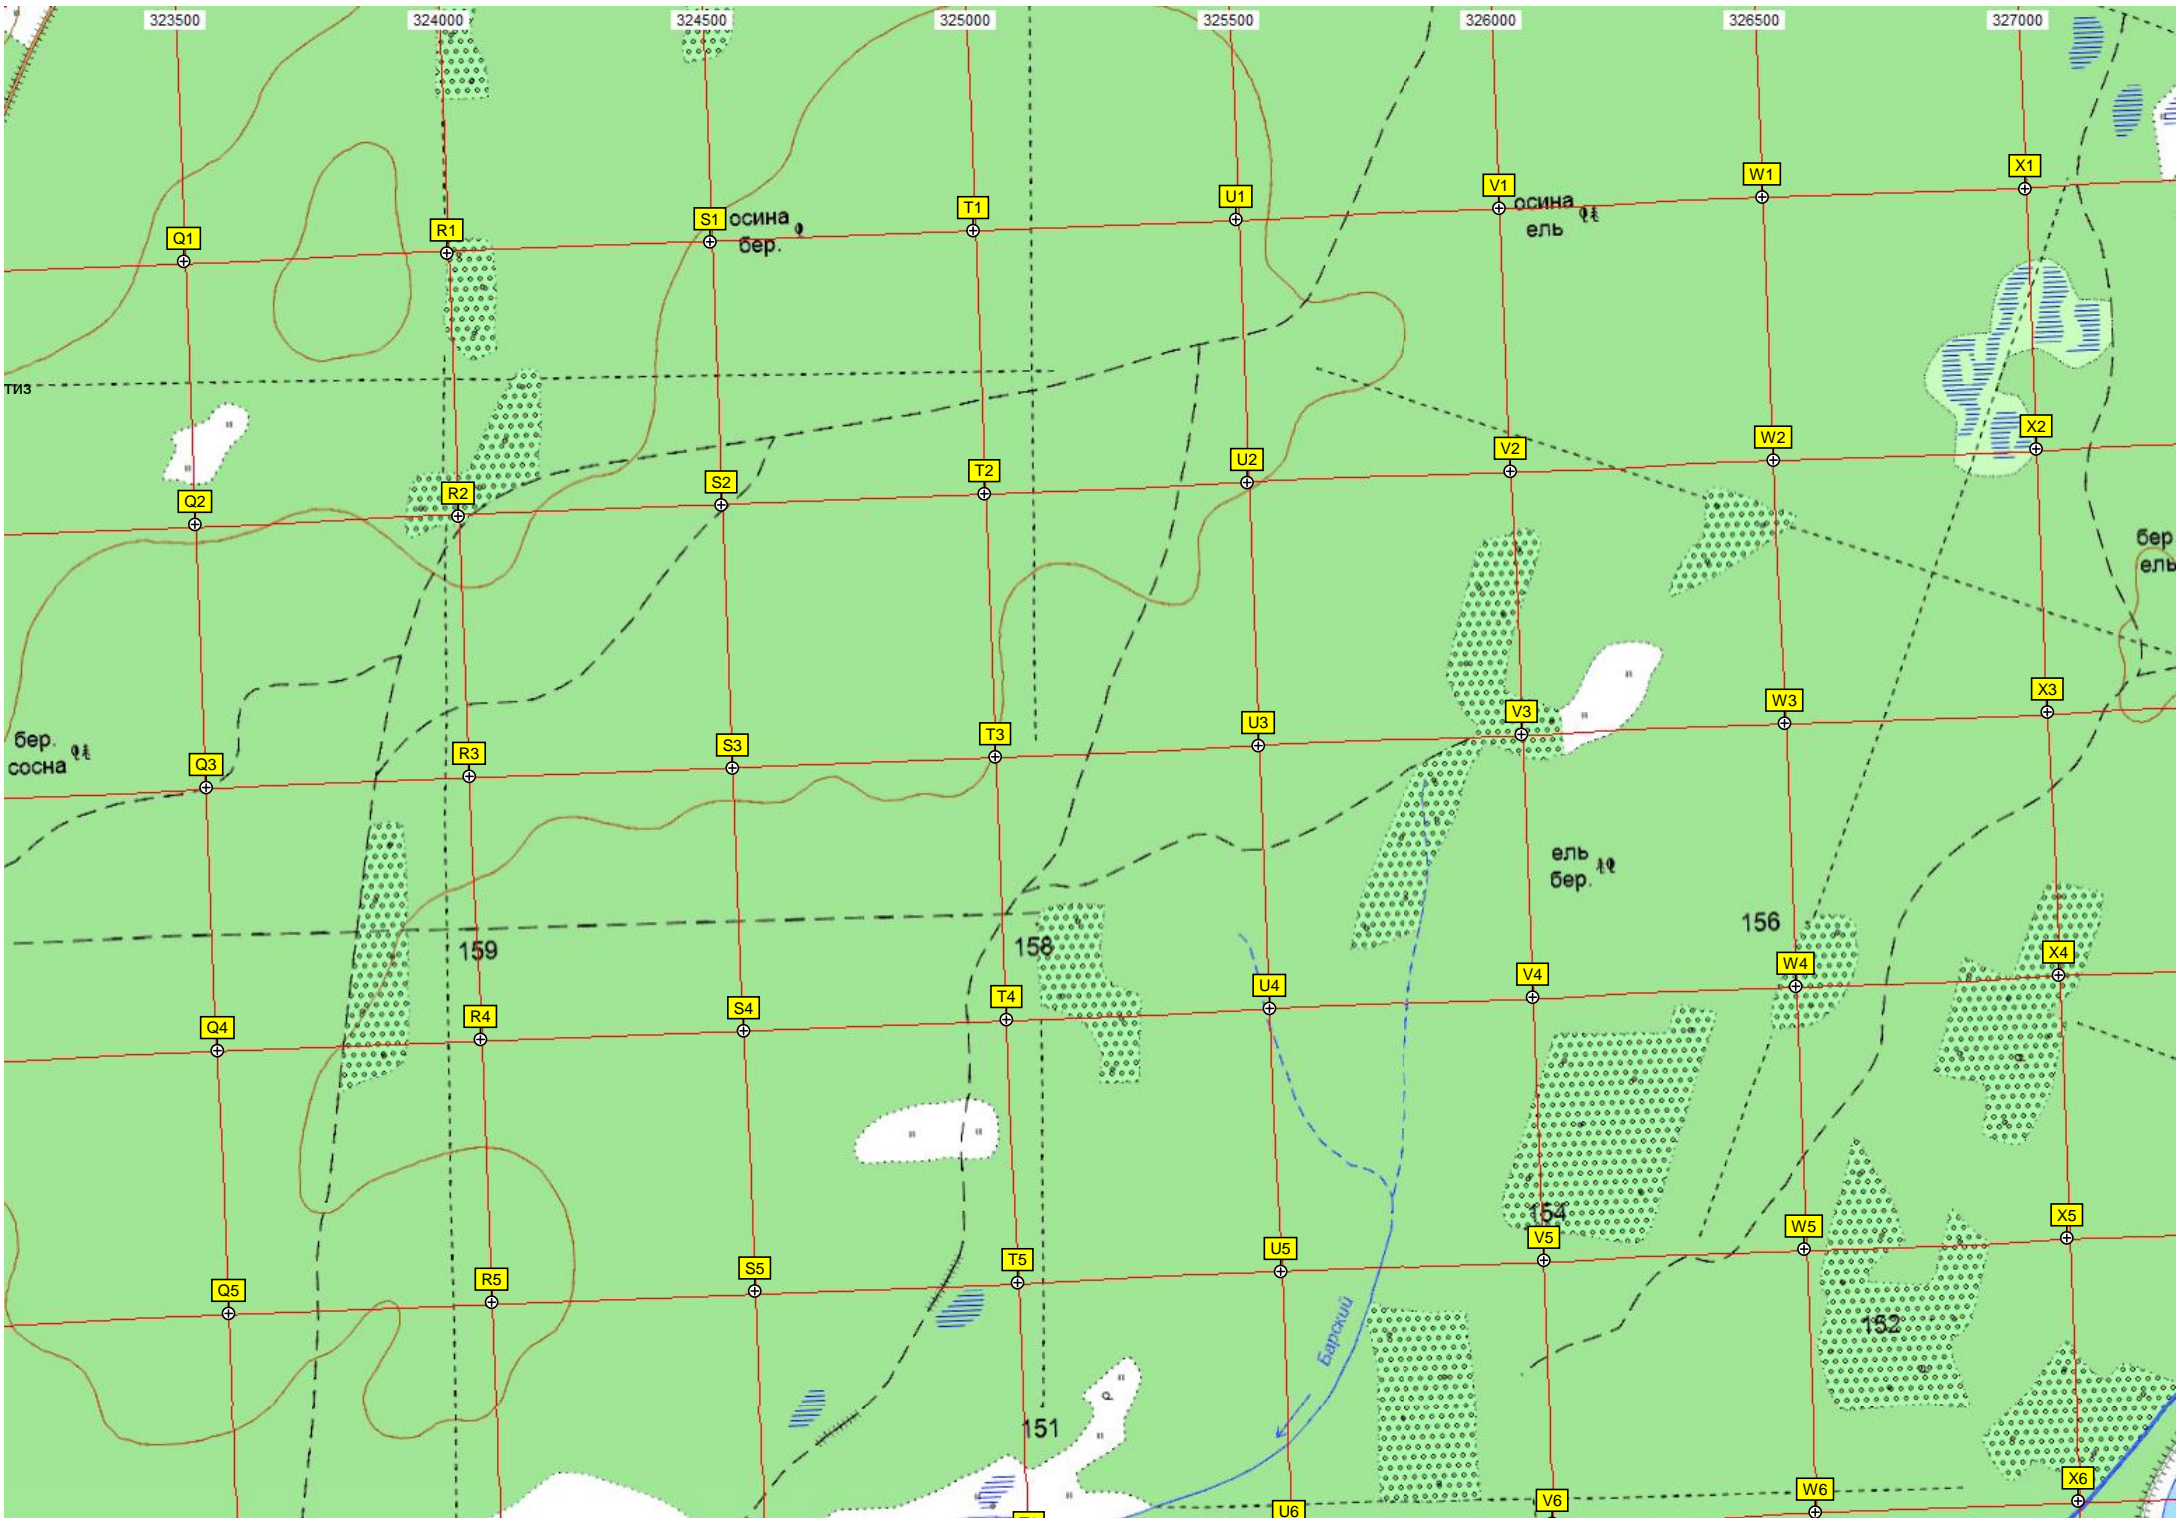 323500 324000 324500 325000 325500 326000 326500 327000
X1
W1
V1
U1
T1
S1
R1
Q1
осина
бер.
осина
ель
тиз
X2
W2
V2
U2
T2
S2
R2
Q2
бер
ель
X3
W3
V3
U3
T3
S3
R3
Q3
бер.
сосна
ель
бер.
156
159
158
X4
W4
V4
U4
T4
S4
R4
Q4
154
X5
W5
V5
U5
T5
S5
R5
Q5
Барский
152
151
X6
W6
V6
U6